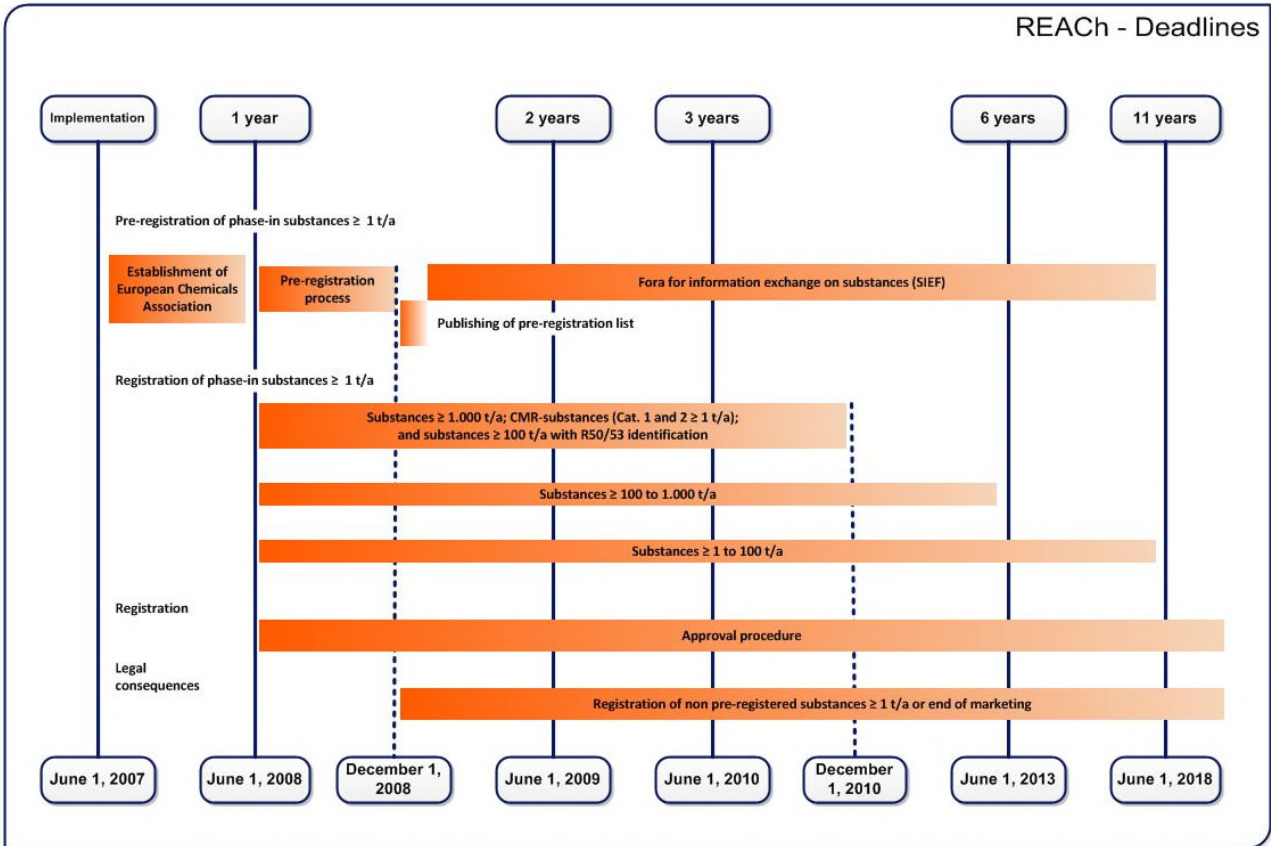 REACh - Deadlines
Implementation
1 year
2 years
3 years
6 years
11 years
Pre-registration of phase-in substances ≥ 1 t/a
Establishment of
European Chemicals
Association
Pre-registration
process
Fora for information exchange on substances (SIEF)
Publishing of pre-registration list
Registration of phase-in substances ≥ 1 t/a
Substances ≥ 1.000 t/a; CMR-substances (Cat. 1 and 2 ≥ 1 t/a);
and substances ≥ 100 t/a with R50/53 identification
Substances ≥ 100 to 1.000 t/a
Substances ≥ 1 to 100 t/a
Registration
Approval procedure
Legal
consequences
Registration of non pre-registered substances ≥ 1 t/a or end of marketing
June 1, 2007
June 1, 2008
December 1,
2008
June 1, 2009
June 1, 2010
December
1, 2010
June 1, 2013
June 1, 2018